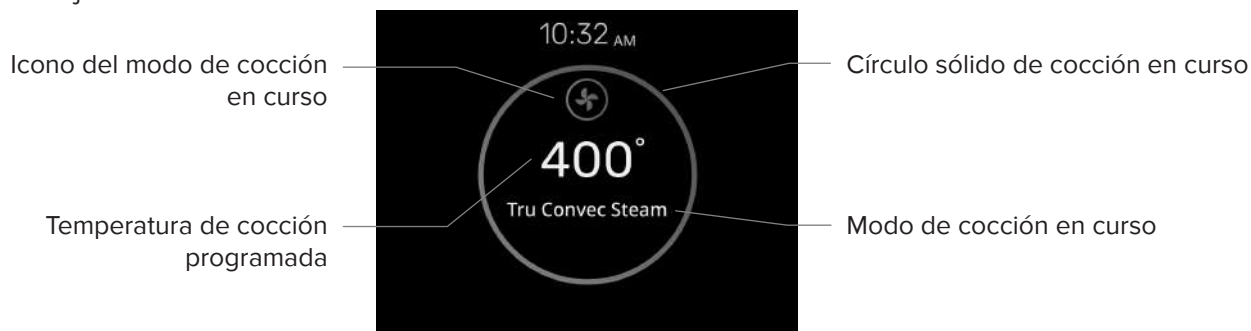 10:32 AM
Icono del modo de cocción
en curso
Círculo sólido de cocción en curso
400°
Tru Convec Steam
Temperatura de cocción
programada
Modo de cocción en curso